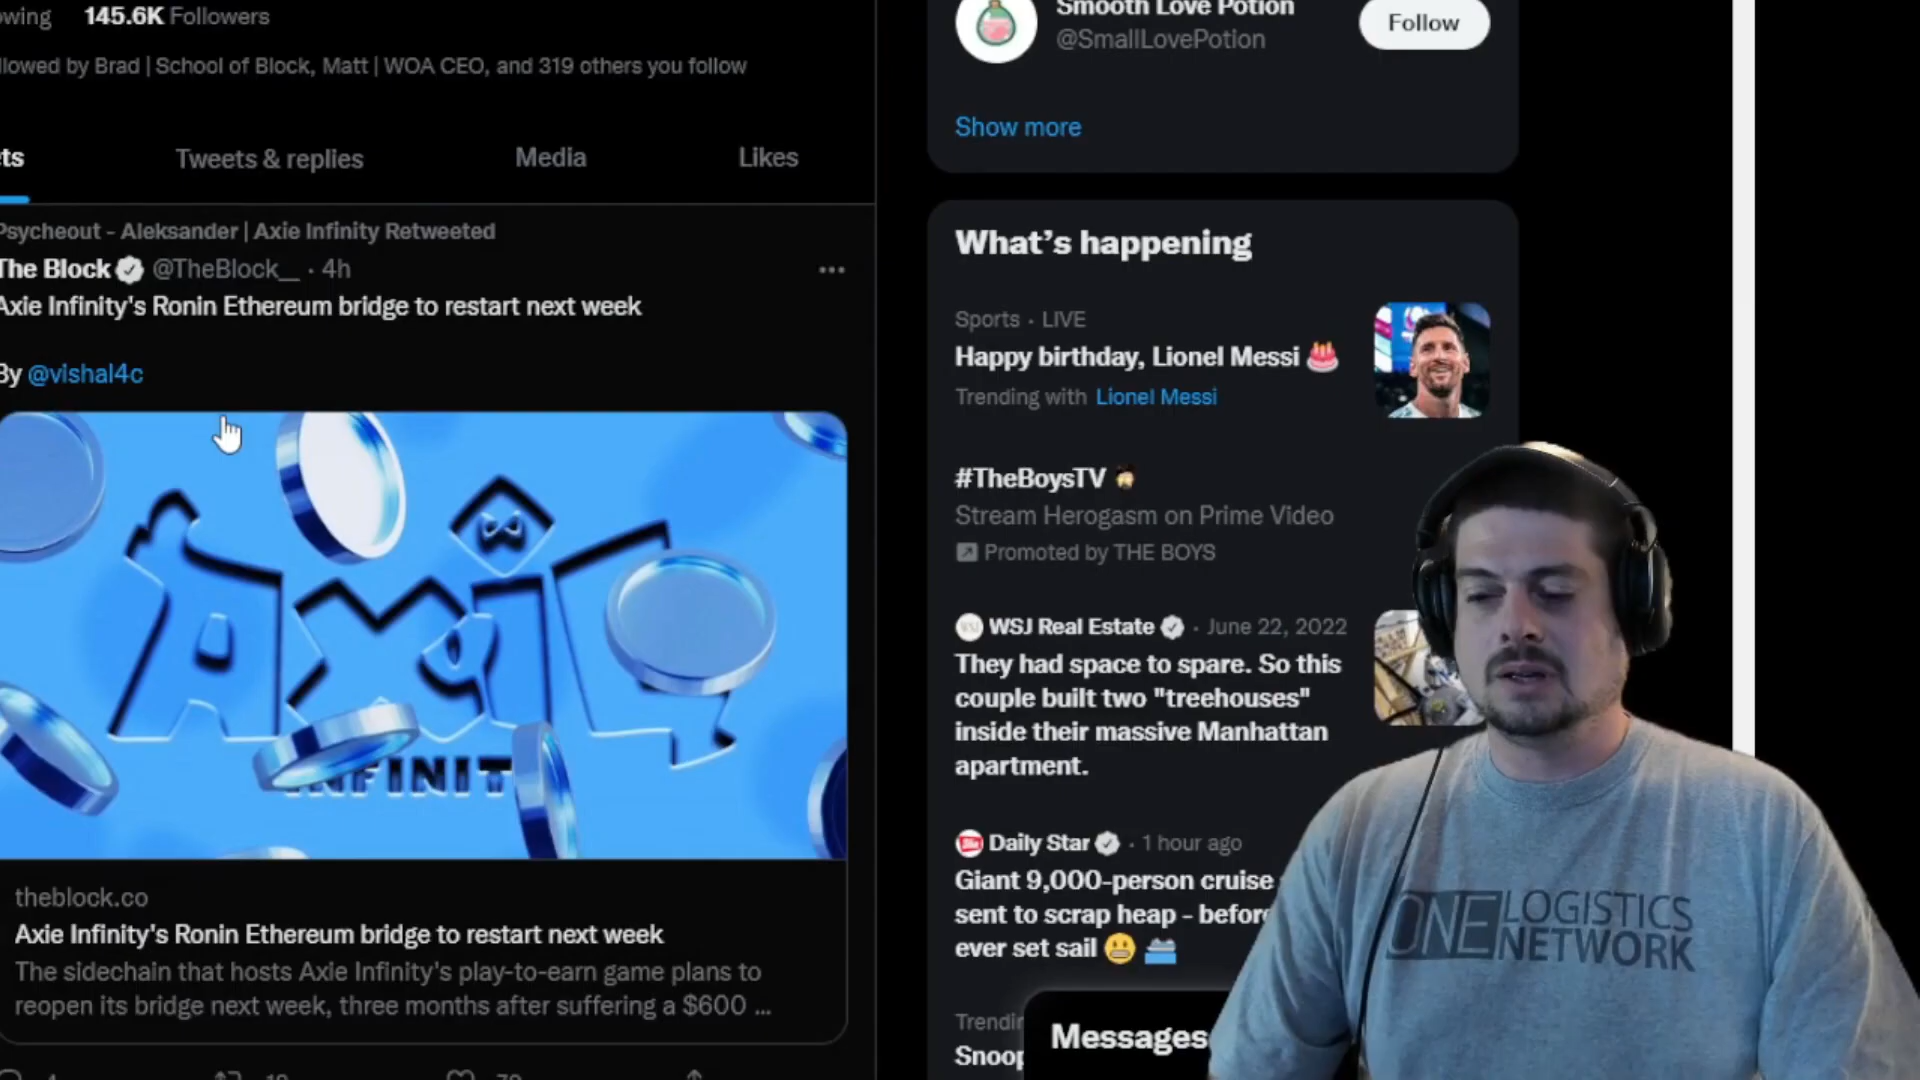 145.6K Followers
Brad | School of Block, Matt | WOA CEO, and 319 others you follow
Tweets & replies
Media
Likes
Psycheout - Aleksander | Axie Infinity Retweeted
The Block @TheBlock__ · 4h
Axie Infinity's Ronin Ethereum bridge to restart next week
By @vishal4c
AXIE
INFINIT
theblock.co
Axie Infinity's Ronin Ethereum bridge to restart next week
The sidechain that hosts Axie Infinity's play-to-earn game plans to
reopen its bridge next week, three months after suffering a $600 ...
Smooth Love Potion
@SmallLovePotion
Follow
Show more
What's happening
Sports · LIVE
Happy birthday, Lionel Messi
Trending with Lionel Messi
#TheBoysTV
Stream Herogasm on Prime Video
Promoted by THE BOYS
WSJ Real Estate · June 22, 2022
They had space to spare. So this
couple built two "treehouses"
inside their massive Manhattan
apartment.
Daily Star · 1 hour ago
Giant 9,000-person cruise
sent to scrap heap - before
ever set sail
Messages
ONE LOGISTICS
NETWORK